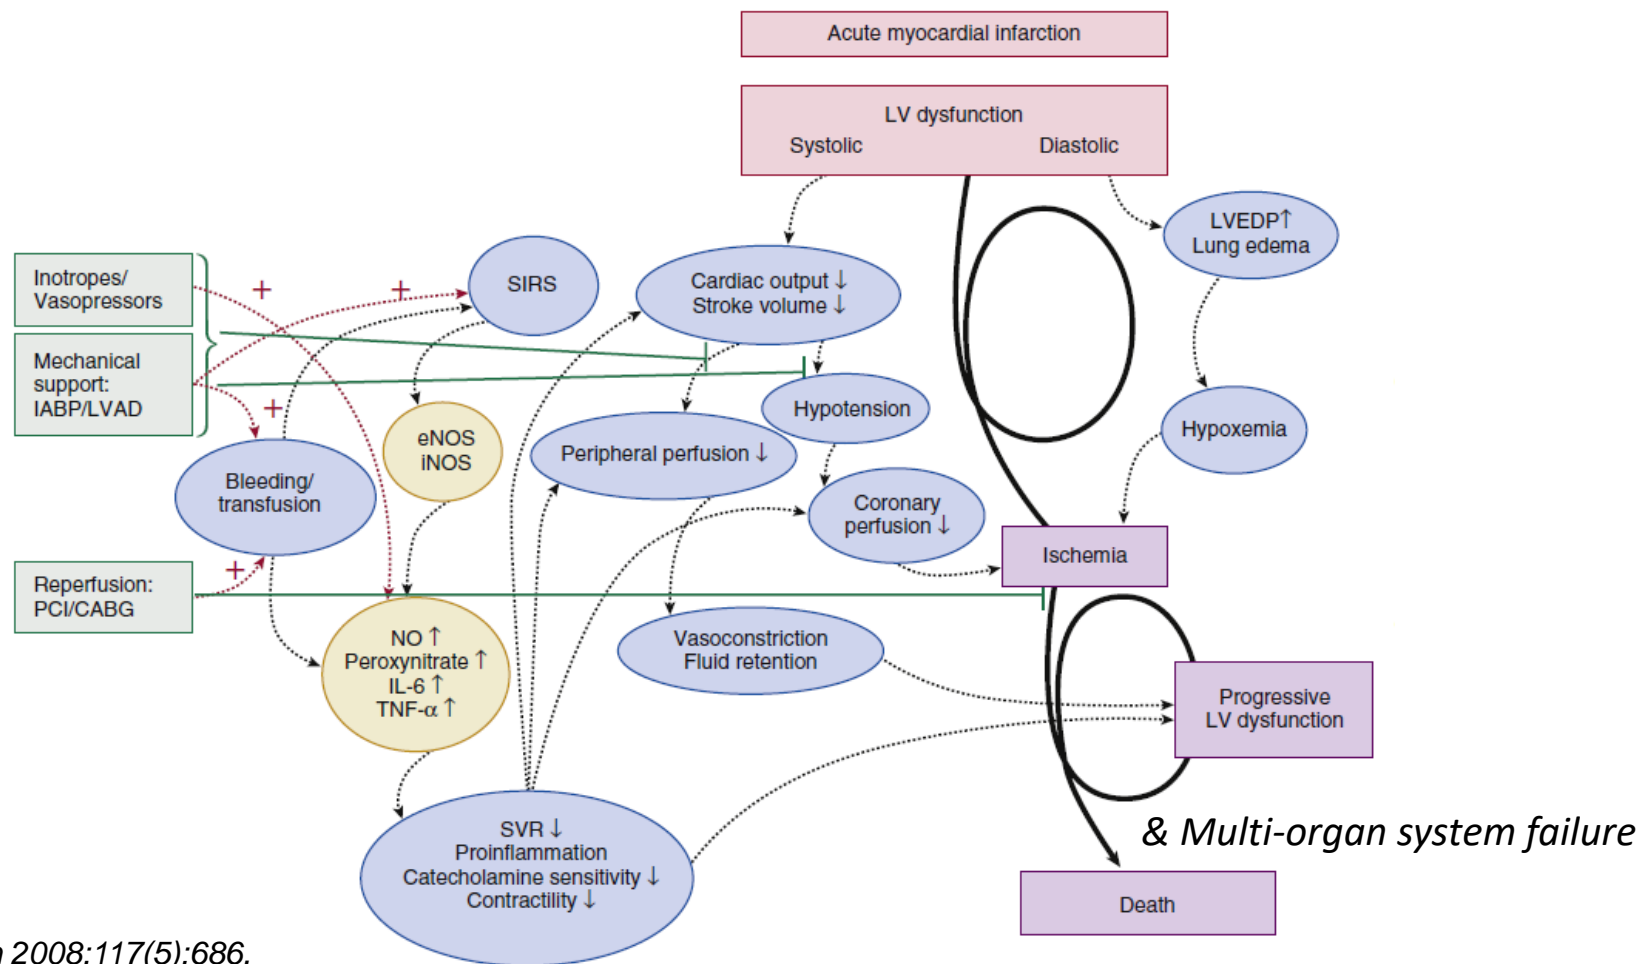 Acute myocardial infarction
LV dysfunction
Systolic Diastolic
LVEDP↑
Lung edema
Inotropes/
Vasopressors
+
+
SIRS
Cardiac output ↓
Stroke volume ↓
Mechanical
support:
IABP/LVAD
+
Hypotension
Hypoxemia
eNOS
iNOS
Peripheral perfusion ↓
Bleeding/
transfusion
Coronary
perfusion ↓
Ischemia
Reperfusion:
PCI/CABG
+
NO ↑
Peroxynitrate ↑
IL-6 ↑
TNF-α ↑
Vasoconstriction
Fluid retention
Progressive
LV dysfunction
SVR ↓
Proinflammation
Catecholamine sensitivity ↓
Contractility ↓
& Multi-organ system failure
Death
2008;117(5):686.